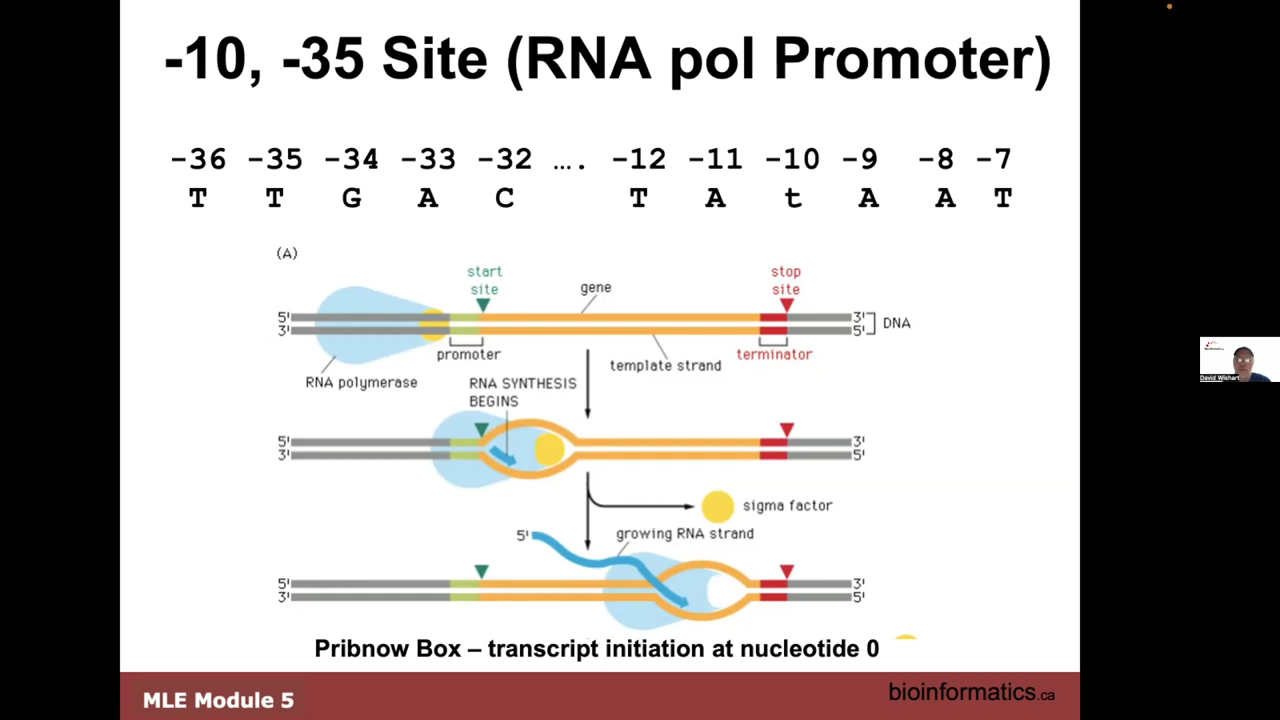 -10, -35 Site (RNA pol Promoter)
-36 -35 -34 -33 -32 .... -12 -11 -10 -9 -8 -7
T T G A C T A t A A T
(A)
start
site
gene
stop
site
5'
3'
3'
5'
DNA
promoter
template strand
terminator
RNA polymerase
RNA SYNTHESIS
BEGINS
5'
3'
3'
5'
sigma factor
5'
growing RNA strand
5'
3'
3'
5'
Pribnow Box – transcript initiation at nucleotide 0
MLE Module 5
bioinformatics.ca
David Wishart